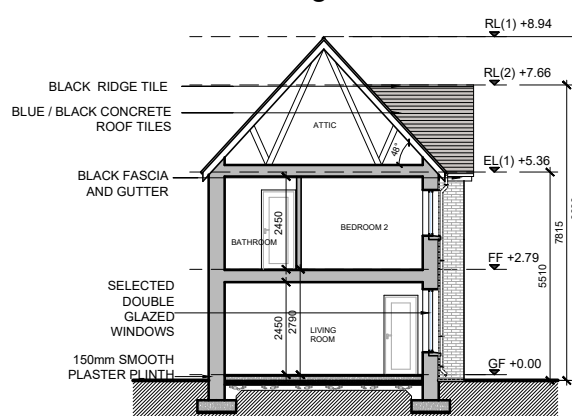 RL(1) +8.94
RL(2) +7.66
BLACK RIDGE TILE
BLUE / BLACK CONCRETE
ROOF TILES
ATTIC
48°
EL(1) +5.36
BLACK FASCIA
AND GUTTER
2450
BEDROOM 2
BATHROOM
7815
5510
FF +2.79
SELECTED
DOUBLE
GLAZED
WINDOWS
2450
2790
LIVING
ROOM
150mm SMOOTH
PLASTER PLINTH
GF +0.00